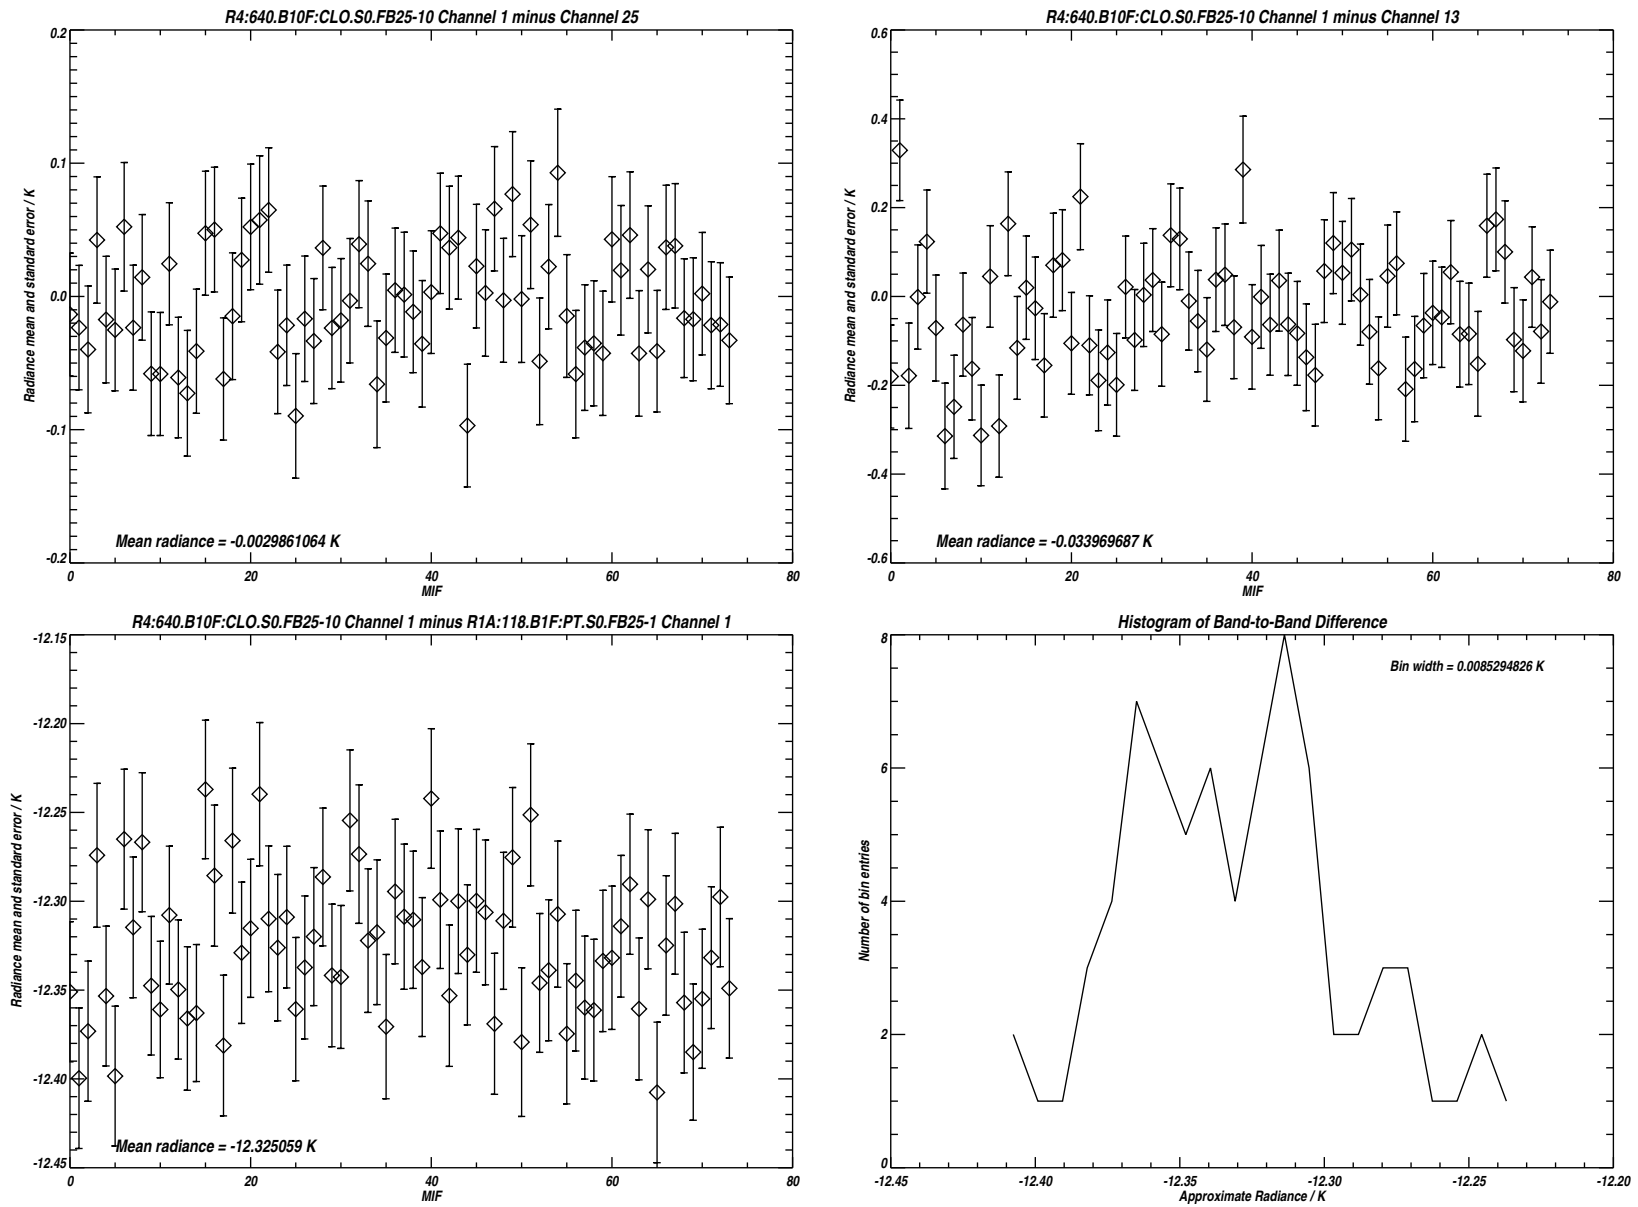 R4:640.B10F:CLO.S0.FB25-10 Channel 1 minus Channel 25
0.2
0.1
0.0
-0.1
-0.2
Radiance mean and standard error / K
Mean radiance = -0.0029861064 K
0 20 40 60 80
MIF
R4:640.B10F:CLO.S0.FB25-10 Channel 1 minus Channel 13
0.6
0.4
0.2
0.0
-0.2
-0.4
-0.6
Radiance mean and standard error / K
Mean radiance = -0.033969687 K
0 20 40 60 80
MIF
R4:640.B10F:CLO.S0.FB25-10 Channel 1 minus R1A:118.B1F:PT.S0.FB25-1 Channel 1
-12.15
-12.20
-12.25
-12.30
-12.35
-12.40
-12.45
Radiance mean and standard error / K
Mean radiance = -12.325059 K
0 20 40 60 80
MIF
Histogram of Band-to-Band Difference
Bin width = 0.0085294826 K
8
6
4
2
0
Number of bin entries
-12.45 -12.40 -12.35 -12.30 -12.25 -12.20
Approximate Radiance / K